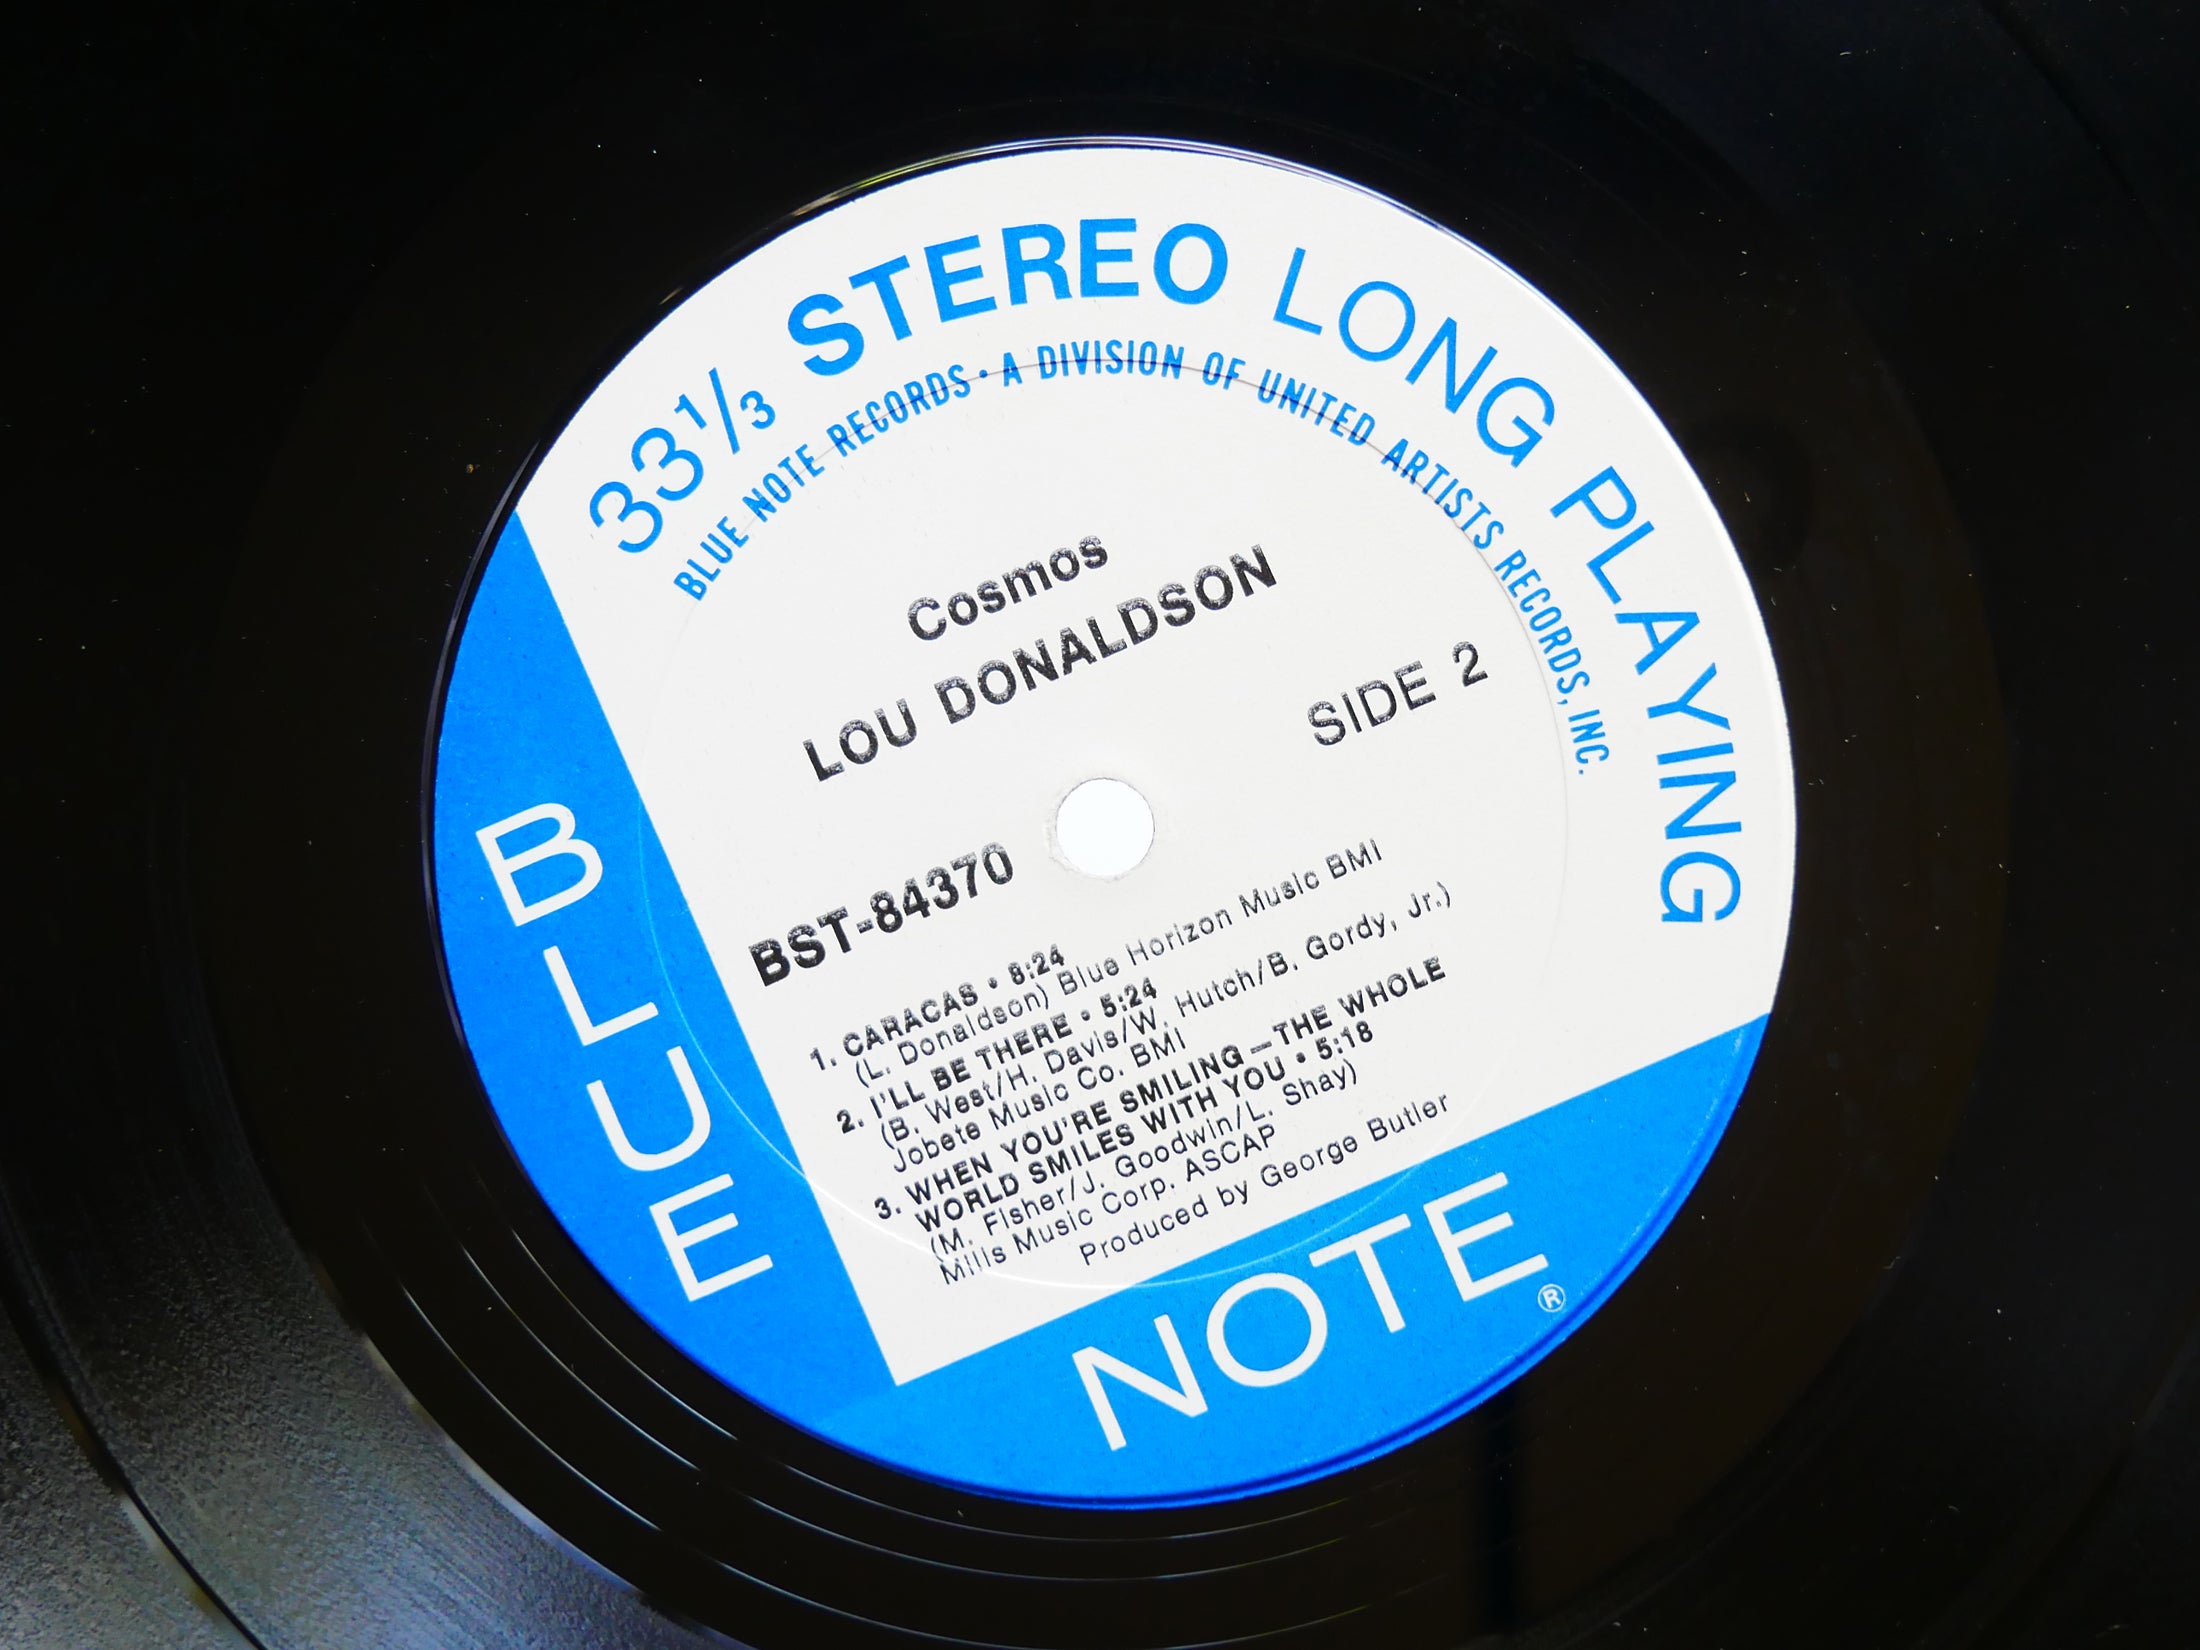 33⅓ STEREO LONG PLAYING
BLUE NOTE RECORDS • A DIVISION OF UNITED ARTISTS RECORDS, INC.
Cosmos
LOU DONALDSON
SIDE 2
BST-84370
1. CARACAS • 8:24
(L. Donaldson) Blue Horizon Music BMI
2. I'LL BE THERE • 5:24
(B. West/H. Davis/W. Hutch/B. Gordy, Jr.)
Jobete Music Co. BMI
3. WHEN YOU'RE SMILING—THE WHOLE
WORLD SMILES WITH YOU • 5:18
(M. Fisher/J. Goodwin/L. Shay)
Mills Music Corp. ASCAP
Produced by George Butler
BLUE
NOTE®